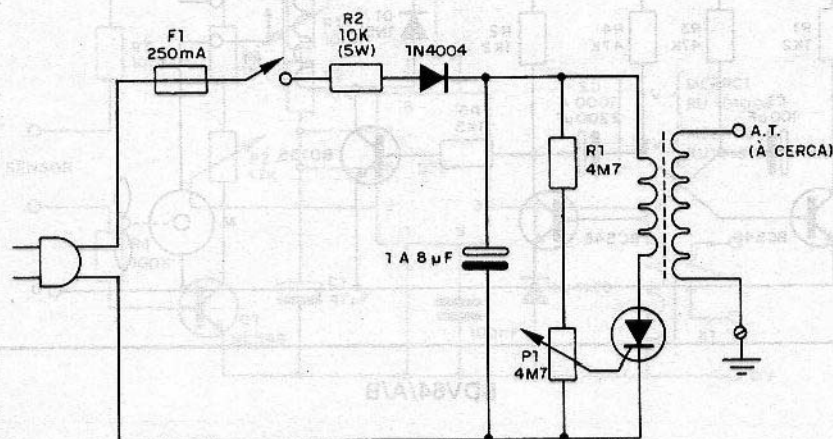 F1
250mA
R2
10K
(5W)
1N4004
R1
4M7
A.T.
(À CERCA)
1 A 8 µF
P1
4M7